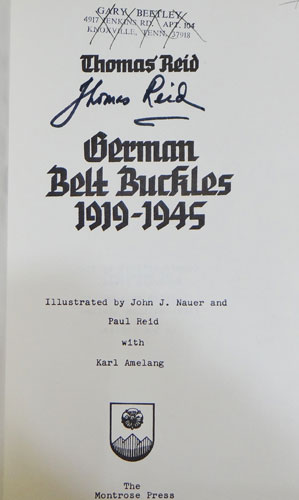 GARY BEETLEY
4917 JENKINS RD. APT. 104
KNOXVILLE, TENN. 37918
Thomas Reid
Thomas Reid
German
Belt Buckles
1919-1945
Illustrated by John J. Nauer and
Paul Reid
with
Karl Amelang
The
Montrose Press